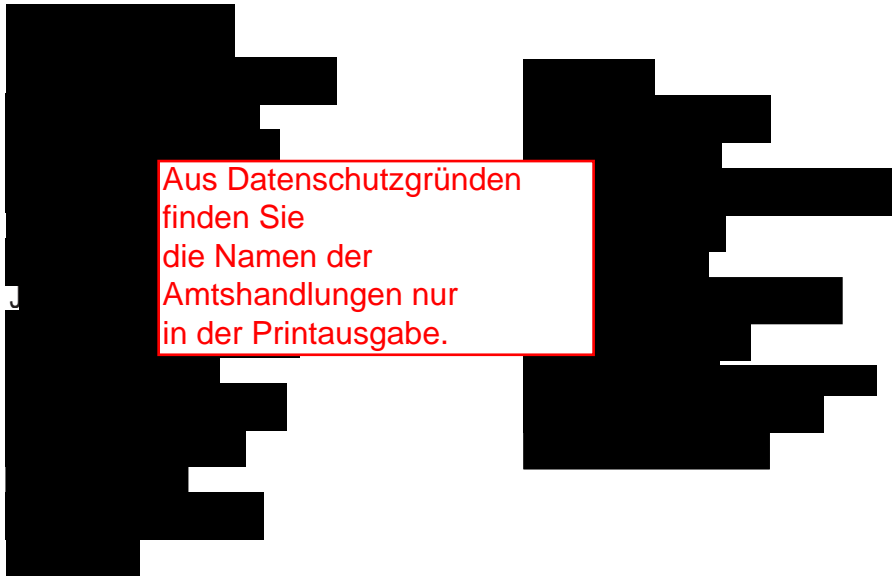 Aus Datenschutzgründen
finden Sie
die Namen der
Amtshandlungen nur
in der Printausgabe.
J